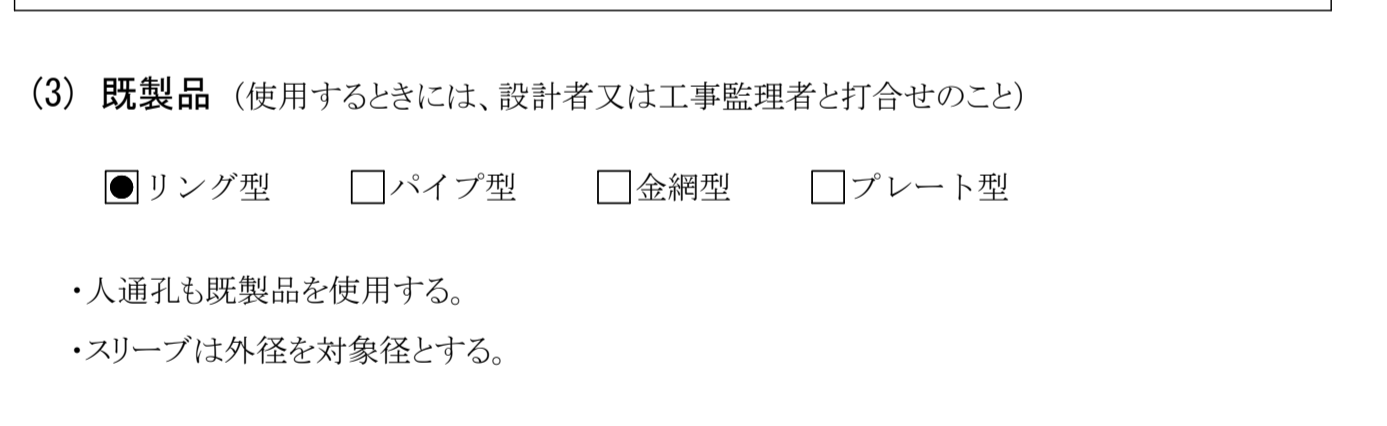 (3) 既製品 (使用するときには、設計者又は工事監理者と打合せのこと)
☑リング型 □パイプ型 □金網型 □プレート型
・人通孔も既製品を使用する。
・スリーブは外径を対象径とする。